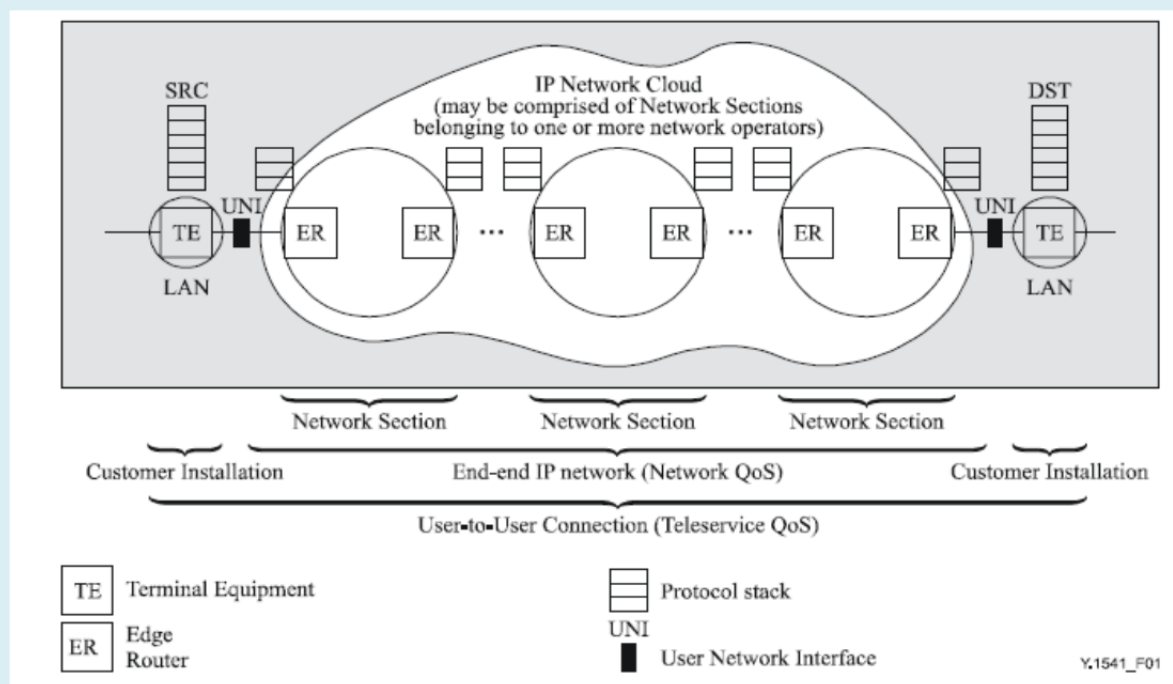 SRC
DST
IP Network Cloud
(may be comprised of Network Sections
belonging to one or more network operators)
UNI
UNI
TE
ER
ER
...
ER
ER
...
ER
ER
TE
LAN
LAN
Network Section
Network Section
Network Section
Customer Installation
End-end IP network (Network QoS)
Customer Installation
User-to-User Connection (Teleservice QoS)
TE
Terminal Equipment
Protocol stack
ER
Edge
Router
UNI
User Network Interface
Y.1541_F01